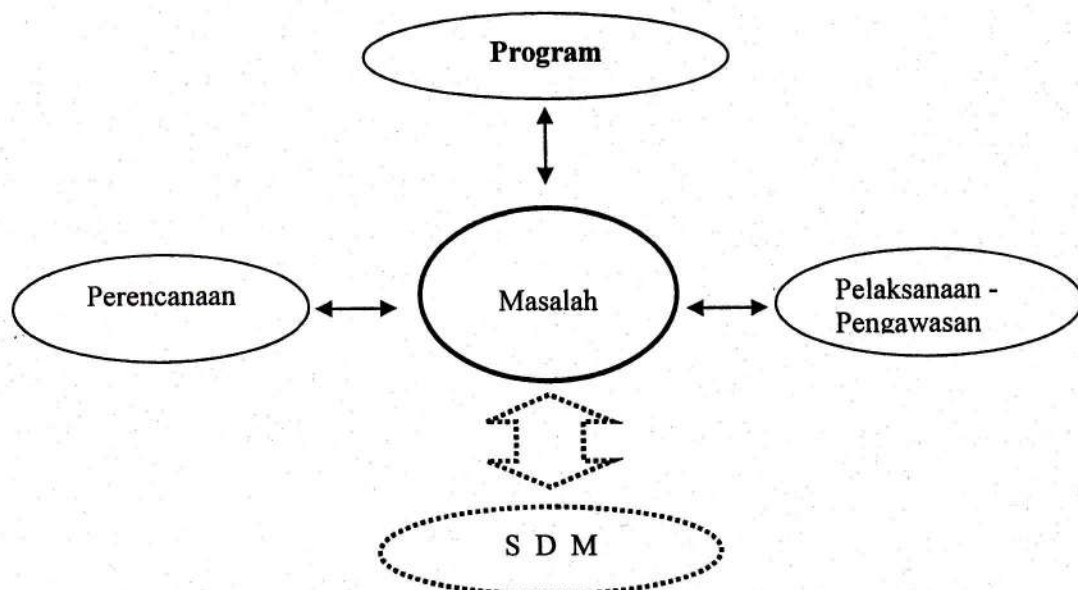 Program
Perencanaan
Masalah
Pelaksanaan -
Pengawasan
S D M